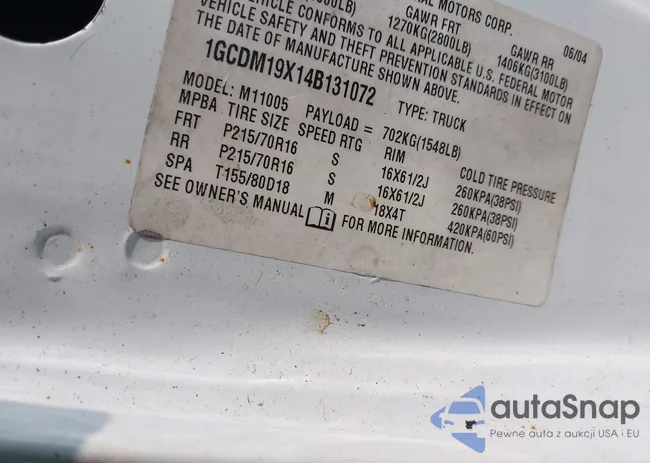 AL MOTORS CORP.
GAWR FRT GAWR RR 06/04
1270KG(2800LB) 1406KG(3100LB)
VEHICLE CONFORMS TO ALL APPLICABLE U.S. FEDERAL MOTOR
VEHICLE SAFETY AND THEFT PREVENTION STANDARDS IN EFFECT ON
THE DATE OF MANUFACTURE SHOWN ABOVE.
1GCDM19X14B131072 TYPE: TRUCK
MODEL: M11005 PAYLOAD = 702KG(1548LB)
MPBA TIRE SIZE SPEED RTG RIM COLD TIRE PRESSURE
FRT P215/70R16 S 16X61/2J 260KPA(38PSI)
RR P215/70R16 S 16X61/2J 260KPA(38PSI)
SPA T155/80D18 M 18X4T 420KPA(60PSI)
SEE OWNER'S MANUAL FOR MORE INFORMATION.
autaSnap
Pewne auta z aukcji USA i EU